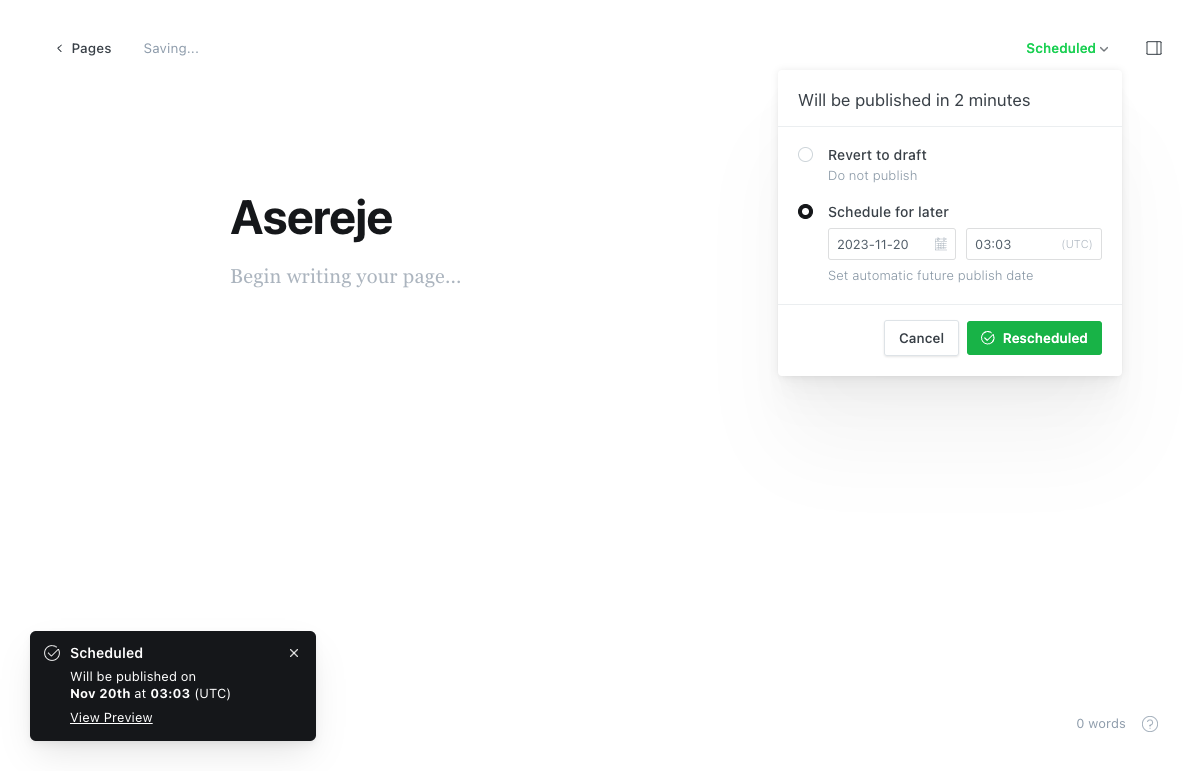 Pages
Saving...
Scheduled
Will be published in 2 minutes
Revert to draft
Do not publish
Schedule for later
2023-11-20
03:03 (UTC)
Set automatic future publish date
Cancel
Rescheduled
Asereje
Begin writing your page...
Scheduled
Will be published on
Nov 20th at 03:03 (UTC)
View Preview
0 words
?